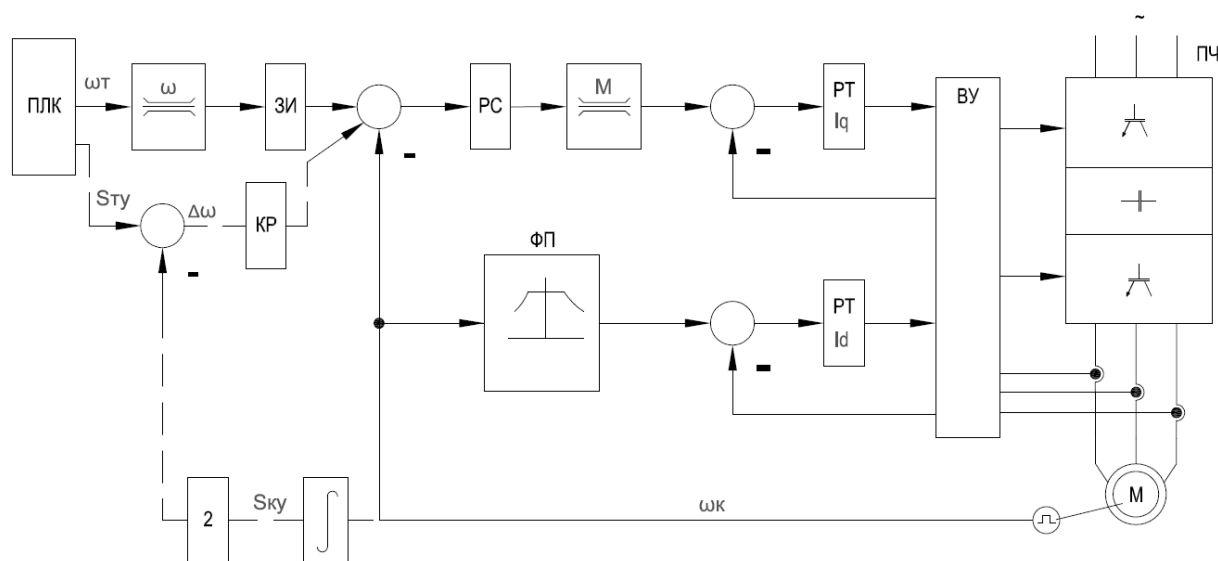 ~
ПЧ
ПЛК
ωт
ω
ЗИ
-
РС
М
-
РТ
Iq
ВУ
Sту
Δω
КР
-
ФП
-
РТ
Id
2
Sку
ωк
М